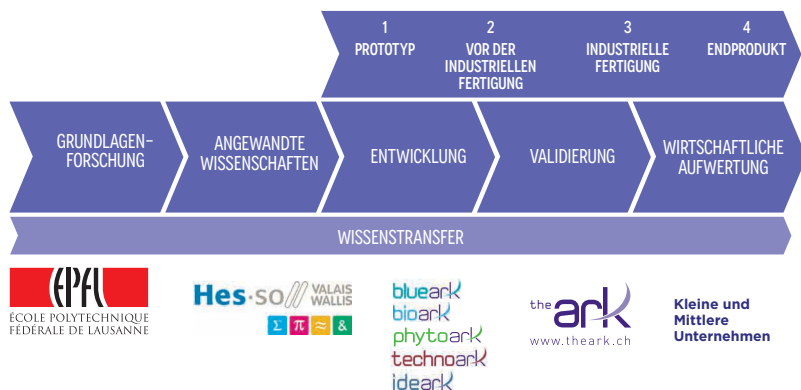 1
PROTOTYP
2
VOR DER
INDUSTRIELLEN
FERTIGUNG
3
INDUSTRIELLE
FERTIGUNG
4
ENDPRODUKT
GRUNDLAGEN-
FORSCHUNG
ANGEWANDTE
WISSENSCHAFTEN
ENTWICKLUNG
VALIDIERUNG
WIRTSCHAFTLICHE
AUFWERTUNG
WISSENSTRANSFER
EPFL
ÉCOLE POLYTECHNIQUE
FÉDÉRALE DE LAUSANNE
Hes·so // VALAIS
WALLIS
Σ π ≈ &
blueark
bioark
phytoark
technoark
ideark
the ark
www.theark.ch
Kleine und
Mittlere
Unternehmen